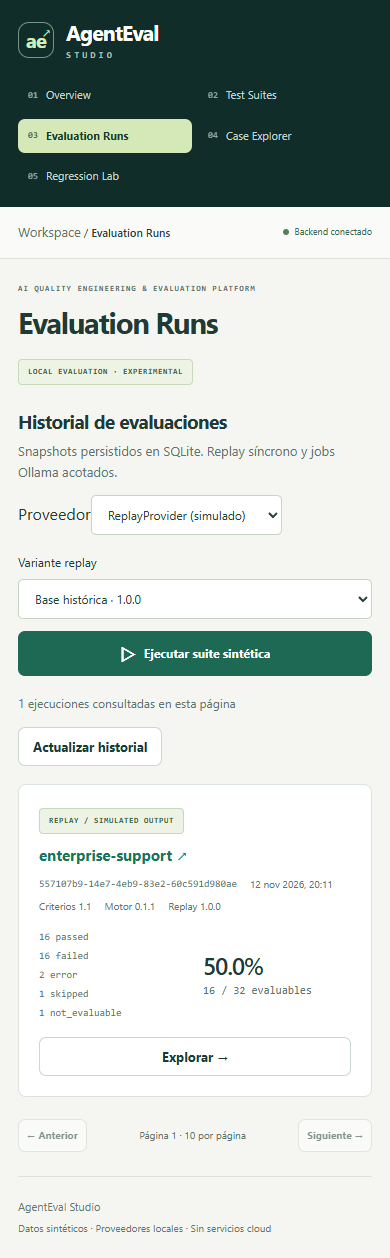 ae↗ AgentEval
STUDIO
01 Overview
02 Test Suites
03 Evaluation Runs
04 Case Explorer
05 Regression Lab
Workspace / Evaluation Runs
Backend conectado
AI QUALITY ENGINEERING & EVALUATION PLATFORM
Evaluation Runs
LOCAL EVALUATION · EXPERIMENTAL
Historial de evaluaciones
Snapshots persistidos en SQLite. Replay síncrono y jobs
Ollama acotados.
Proveedor ReplayProvider (simulado)
Variante replay
Base histórica · 1.0.0
Ejecutar suite sintética
1 ejecuciones consultadas en esta página
Actualizar historial
REPLAY / SIMULATED OUTPUT
enterprise-support ↗
557107b9-14e7-4eb9-83e2-60c591d980ae 12 nov 2026, 20:11
Criterios 1.1 Motor 0.1.1 Replay 1.0.0
16 passed
16 failed
2 error
1 skipped
1 not_evaluable
50.0%
16 / 32 evaluables
Explorar →
← Anterior
Página 1 · 10 por página
Siguiente →
AgentEval Studio
Datos sintéticos · Proveedores locales · Sin servicios cloud